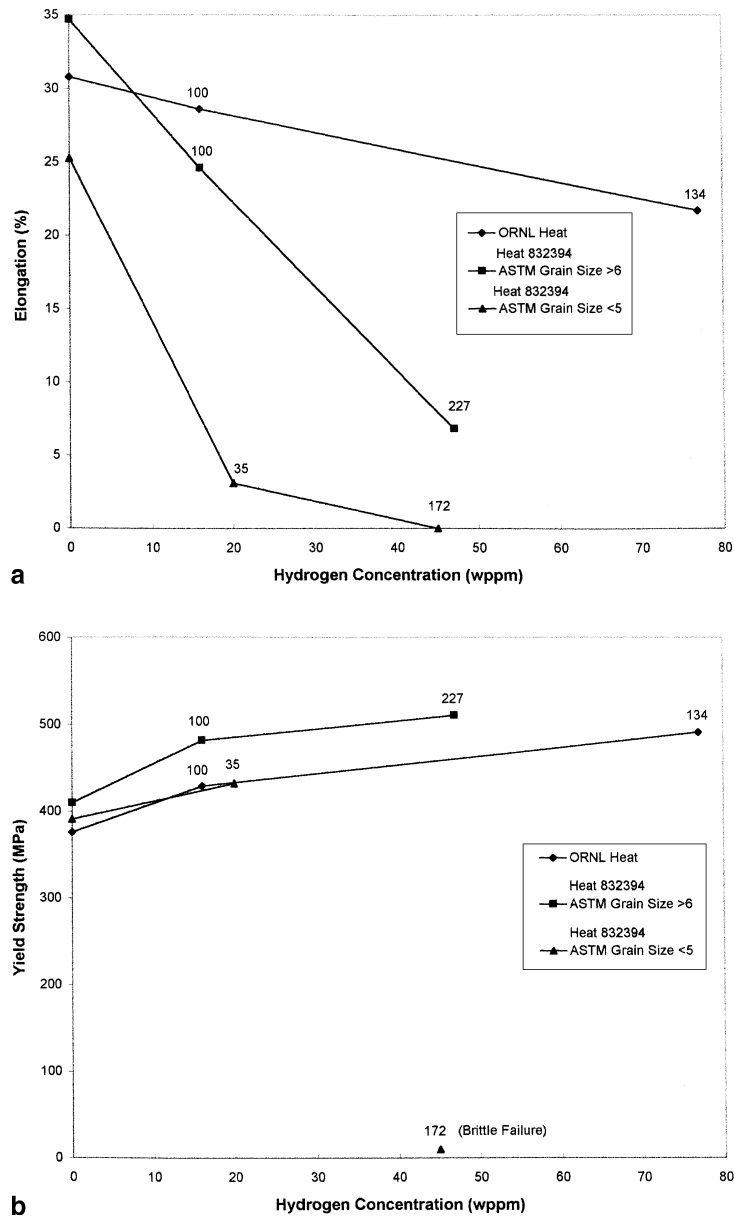 35
30
25
20
15
10
5
0
Elongation (%)
100
100
134
227
35
172
ORNL Heat
Heat 832394
ASTM Grain Size >6
Heat 832394
ASTM Grain Size <5
0 10 20 30 40 50 60 70 80
Hydrogen Concentration (wppm)
a
600
500
400
300
200
100
0
Yield Strength (MPa)
100
227
134
100 35
ORNL Heat
Heat 832394
ASTM Grain Size >6
Heat 832394
ASTM Grain Size <5
172 (Brittle Failure)
0 10 20 30 40 50 60 70 80
Hydrogen Concentration (wppm)
b